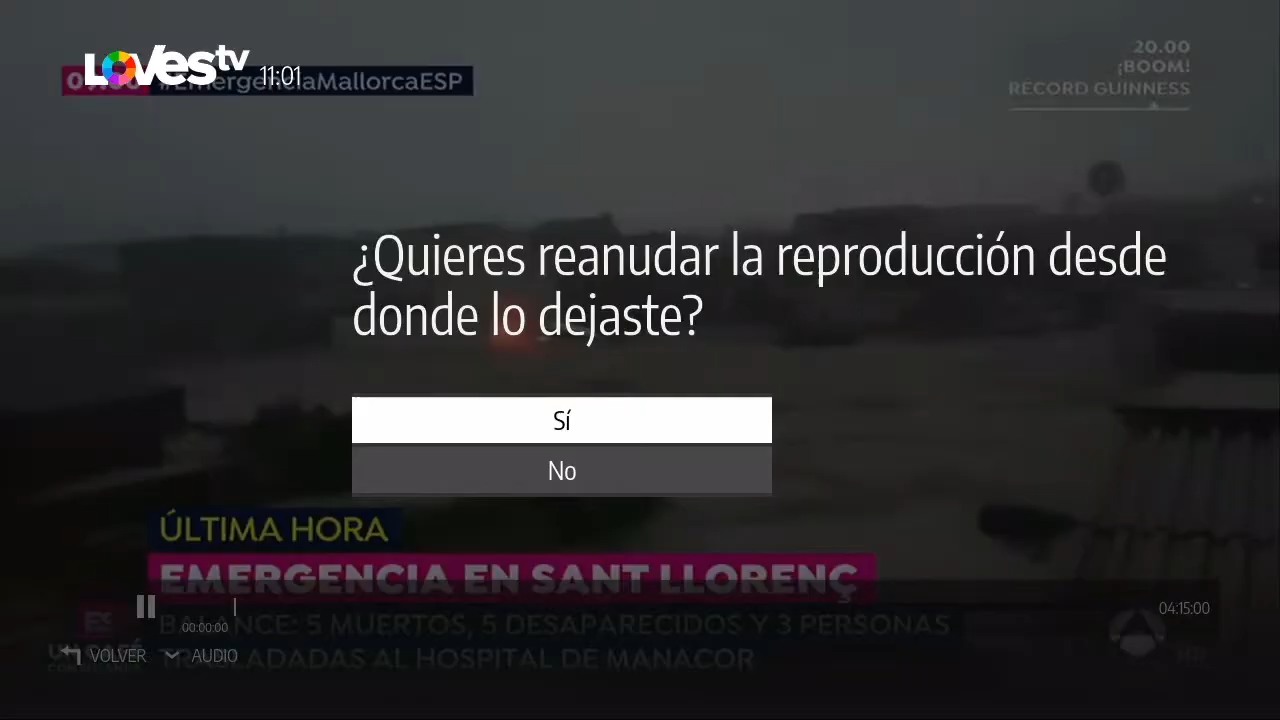 LOVEStv
11:01
#EmergenciaMallorcaESP
20.00
¡BOOM!
RECORD GUINNESS
¿Quieres reanudar la reproducción desde
donde lo dejaste?
Sí
No
ÚLTIMA HORA
EMERGENCIA EN SANT LLORENÇ
BALANCE: 5 MUERTOS, 5 DESAPARECIDOS Y 3 PERSONAS
TRASLADADAS AL HOSPITAL DE MANACOR
00:00:00
04:15:00
VOLVER
AUDIO